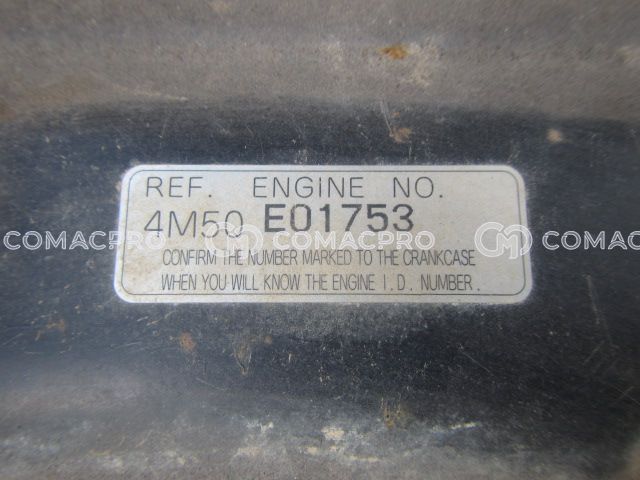 REF. ENGINE NO.
4M50 E01753
CONFIRM THE NUMBER MARKED TO THE CRANKCASE
WHEN YOU WILL KNOW THE ENGINE I.D. NUMBER.
COMACPRO COMACPRO COMACPRO